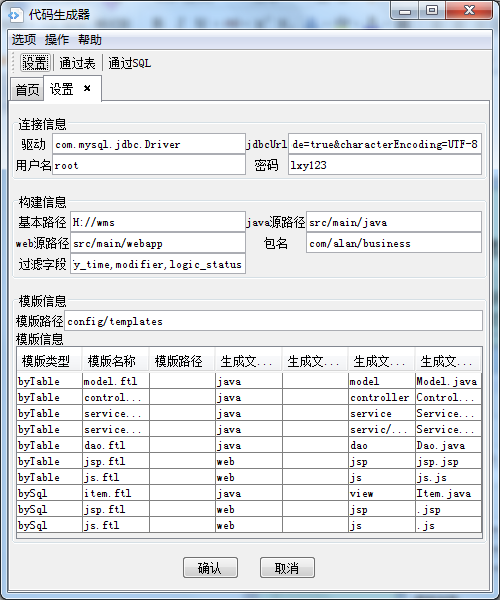 代码生成器
选项 操作 帮助
设置 通过表 通过SQL
首页 设置
连接信息
驱动 com.mysql.jdbc.Driver jdbcUrl de=true&characterEncoding=UTF-8
用户名 root 密码 lxy123
构建信息
基本路径 H://wms java源路径 src/main/java
web源路径 src/main/webapp 包名 com/alan/business
过滤字段 y_time,modifier,logic_status
模版信息
模版路径 config/templates
模版信息
模版类型 模版名称 模版路径 生成文... 生成文... 生成文... 生成文...
byTable model.ftl java model Model.java
byTable control... java controller Control...
byTable service... java service Service...
byTable service... java servic/... Service...
byTable dao.ftl java dao Dao.java
byTable jsp.ftl web jsp jsp.jsp
byTable js.ftl web js js.js
bySql item.ftl java view Item.java
bySql jsp.ftl web jsp .jsp
bySql js.ftl web js .js
确认 取消